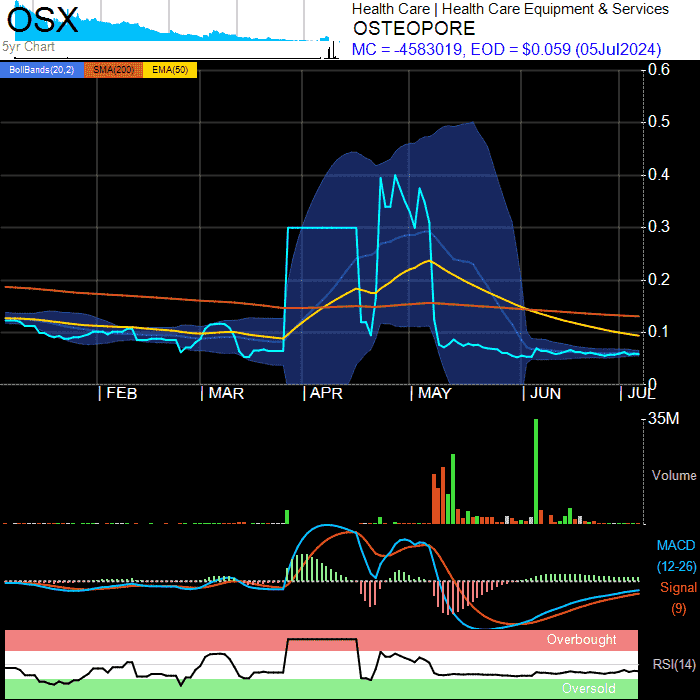 OSX
Health Care | Health Care Equipment & Services
OSTEOPORE
5yr Chart
MC = -4583019, EOD = $0.059 (05Jul2024)
BollBands(20,2) SMA(200) EMA(50)
0.6
0.5
0.4
0.3
0.2
0.1
0
FEB MAR APR MAY JUN JUL
35M
Volume
MACD
(12-26)
Signal
(9)
Overbought
RSI(14)
Oversold